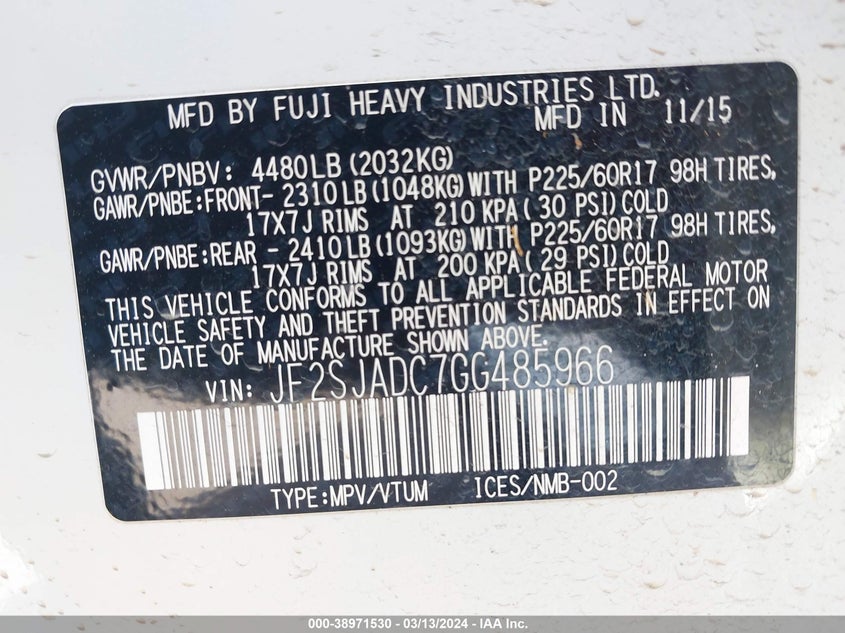 MFD BY FUJI HEAVY INDUSTRIES LTD.
MFD IN 11/15
GVWR/PNBV: 4480LB (2032KG)
GAWR/PNBE:FRONT- 2310LB (1048KG) WITH P225/60R17 98H TIRES,
17X7J RIMS AT 210 KPA (30 PSI) COLD
GAWR/PNBE:REAR - 2410LB (1093KG) WITH P225/60R17 98H TIRES,
17X7J RIMS AT 200 KPA (29 PSI) COLD
THIS VEHICLE CONFORMS TO ALL APPLICABLE FEDERAL MOTOR
VEHICLE SAFETY AND THEFT PREVENTION STANDARDS IN EFFECT ON
THE DATE OF MANUFACTURE SHOWN ABOVE.
VIN: JF2SJADC7GG485966
TYPE:MPV/VTUM ICES/NMB-002
000-38971530 - 03/13/2024 - IAA Inc.